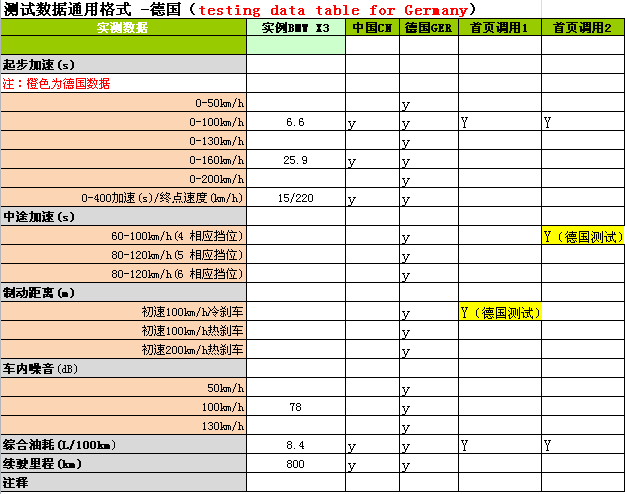 测试数据通用格式 -德国（testing data table for Germany）
实测数据 实例BMW X3 中国CN 德国GER 首页调用1 首页调用2
起步加速(s)
注：橙色为德国数据
0-50km/h y
0-100km/h 6.6 y y Y Y
0-130km/h y
0-160km/h 25.9 y y
0-200km/h y
0-400加速(s)/终点速度(km/h) 15/220 y y
中途加速(s)
60-100km/h(4 相应挡位) y Y（德国测试）
80-120km/h(5 相应挡位) y
80-120km/h(6 相应挡位) y
制动距离(m)
初速100km/h冷刹车 y Y（德国测试）
初速100km/h热刹车 y
初速200km/h热刹车 y
车内噪音(dB)
50km/h y
100km/h 78 y
130km/h y
综合油耗(L/100km) 8.4 y y Y Y
续驶里程(km) 800 y y
注释